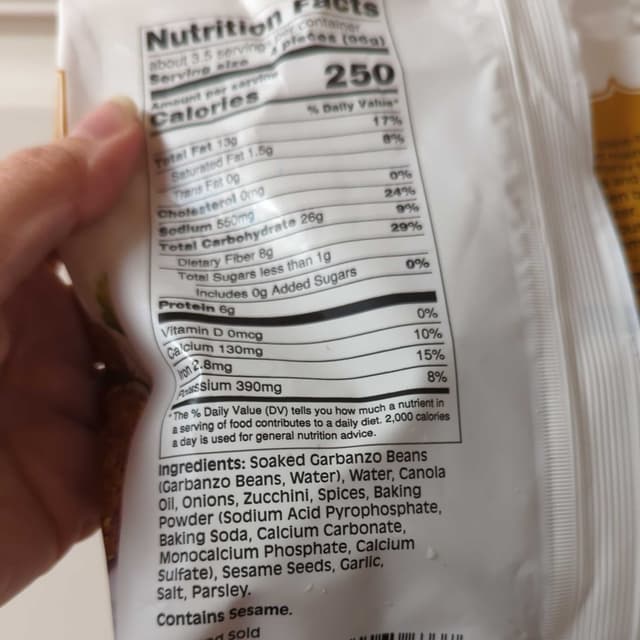 Nutrition Facts
about 3.5 servings per container
Serving size 4 pieces (96g)
Amount per serving
Calories 250
% Daily Value*
Total Fat 13g 17%
Saturated Fat 1.5g 8%
Trans Fat 0g
Cholesterol 0mg 0%
Sodium 550mg 24%
Total Carbohydrate 26g 9%
Dietary Fiber 8g 29%
Total Sugars less than 1g
Includes 0g Added Sugars 0%
Protein 6g
Vitamin D 0mcg 0%
Calcium 130mg 10%
Iron 2.8mg 15%
Potassium 390mg 8%
*The % Daily Value (DV) tells you how much a nutrient in
a serving of food contributes to a daily diet. 2,000 calories
a day is used for general nutrition advice.
Ingredients: Soaked Garbanzo Beans
(Garbanzo Beans, Water), Water, Canola
Oil, Onions, Zucchini, Spices, Baking
Powder (Sodium Acid Pyrophosphate,
Baking Soda, Calcium Carbonate,
Monocalcium Phosphate, Calcium
Sulfate), Sesame Seeds, Garlic,
Salt, Parsley.
Contains Sesame.
sold